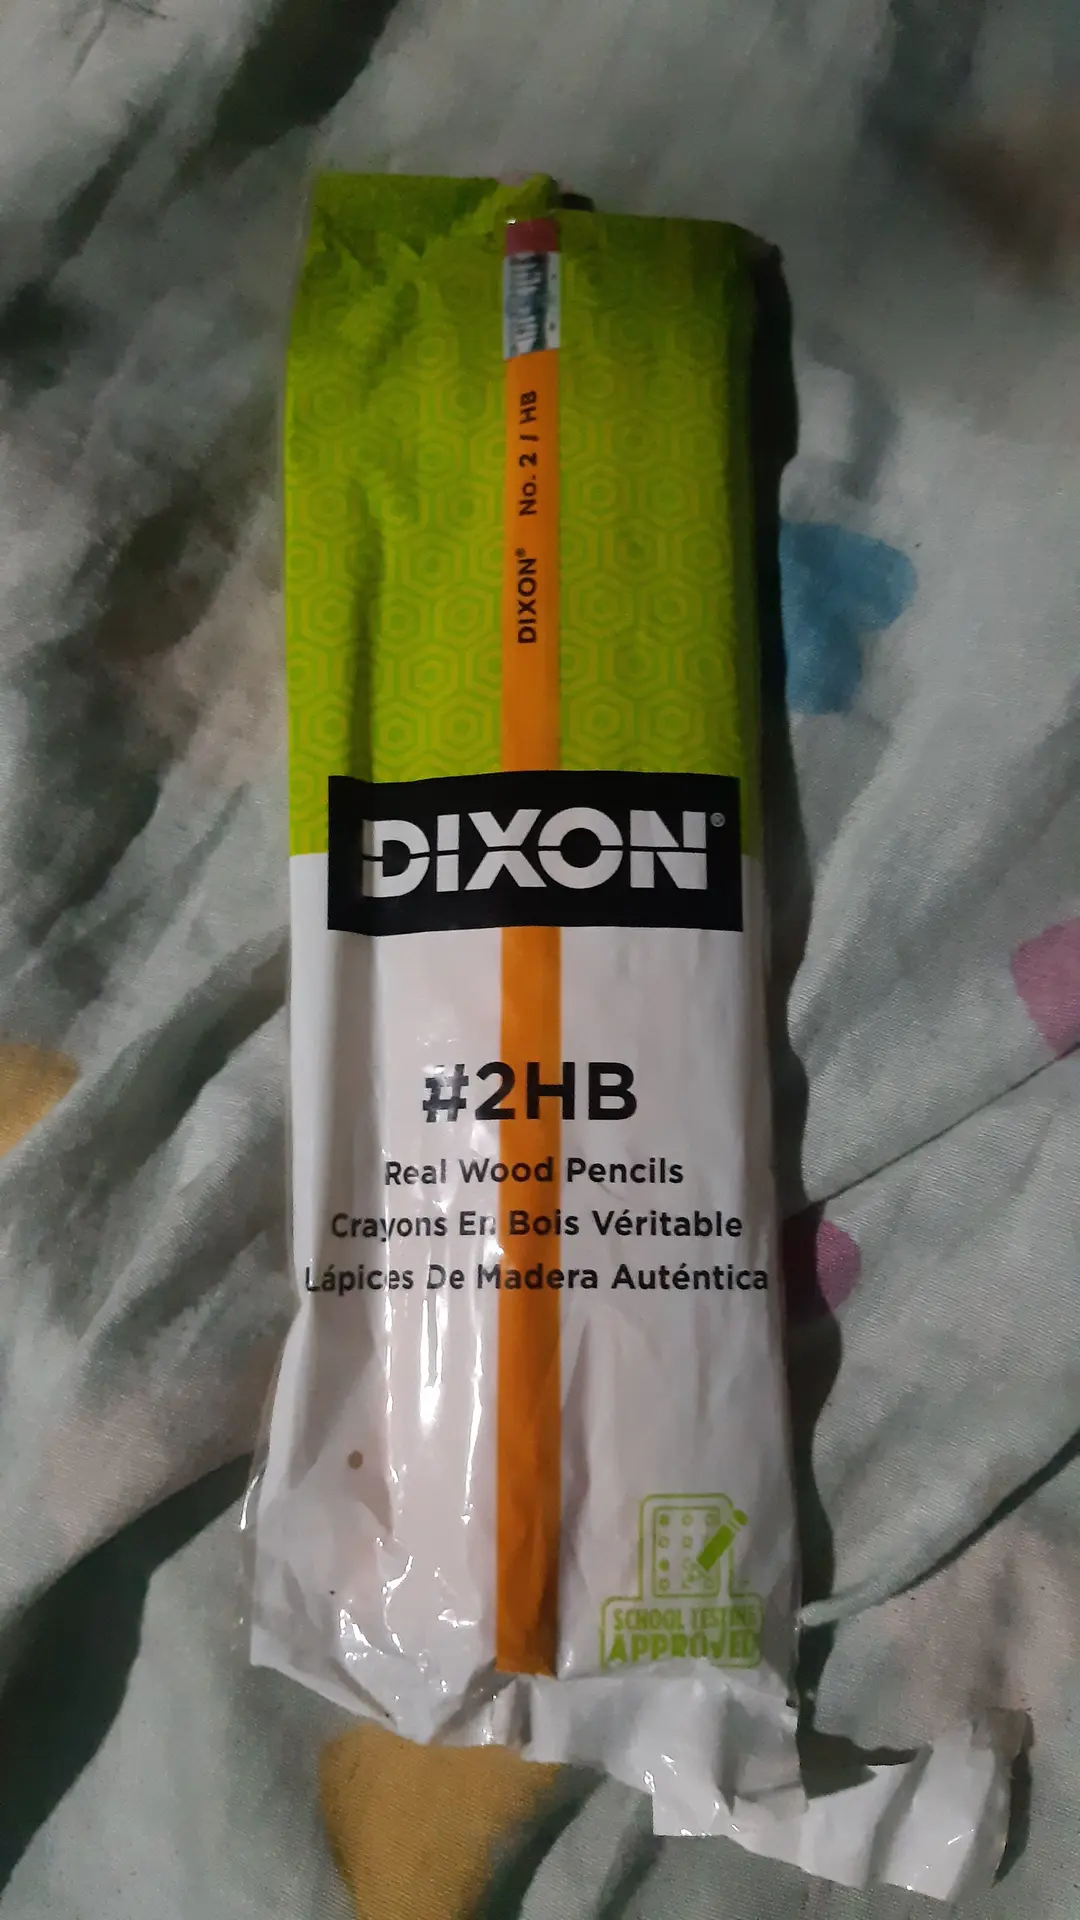 DIXON® No. 2 / HB
DIXON®
#2HB
Real Wood Pencils
Crayons En Bois Véritable
Lápices De Madera Auténtica
SCHOOL TESTING
APPROVED